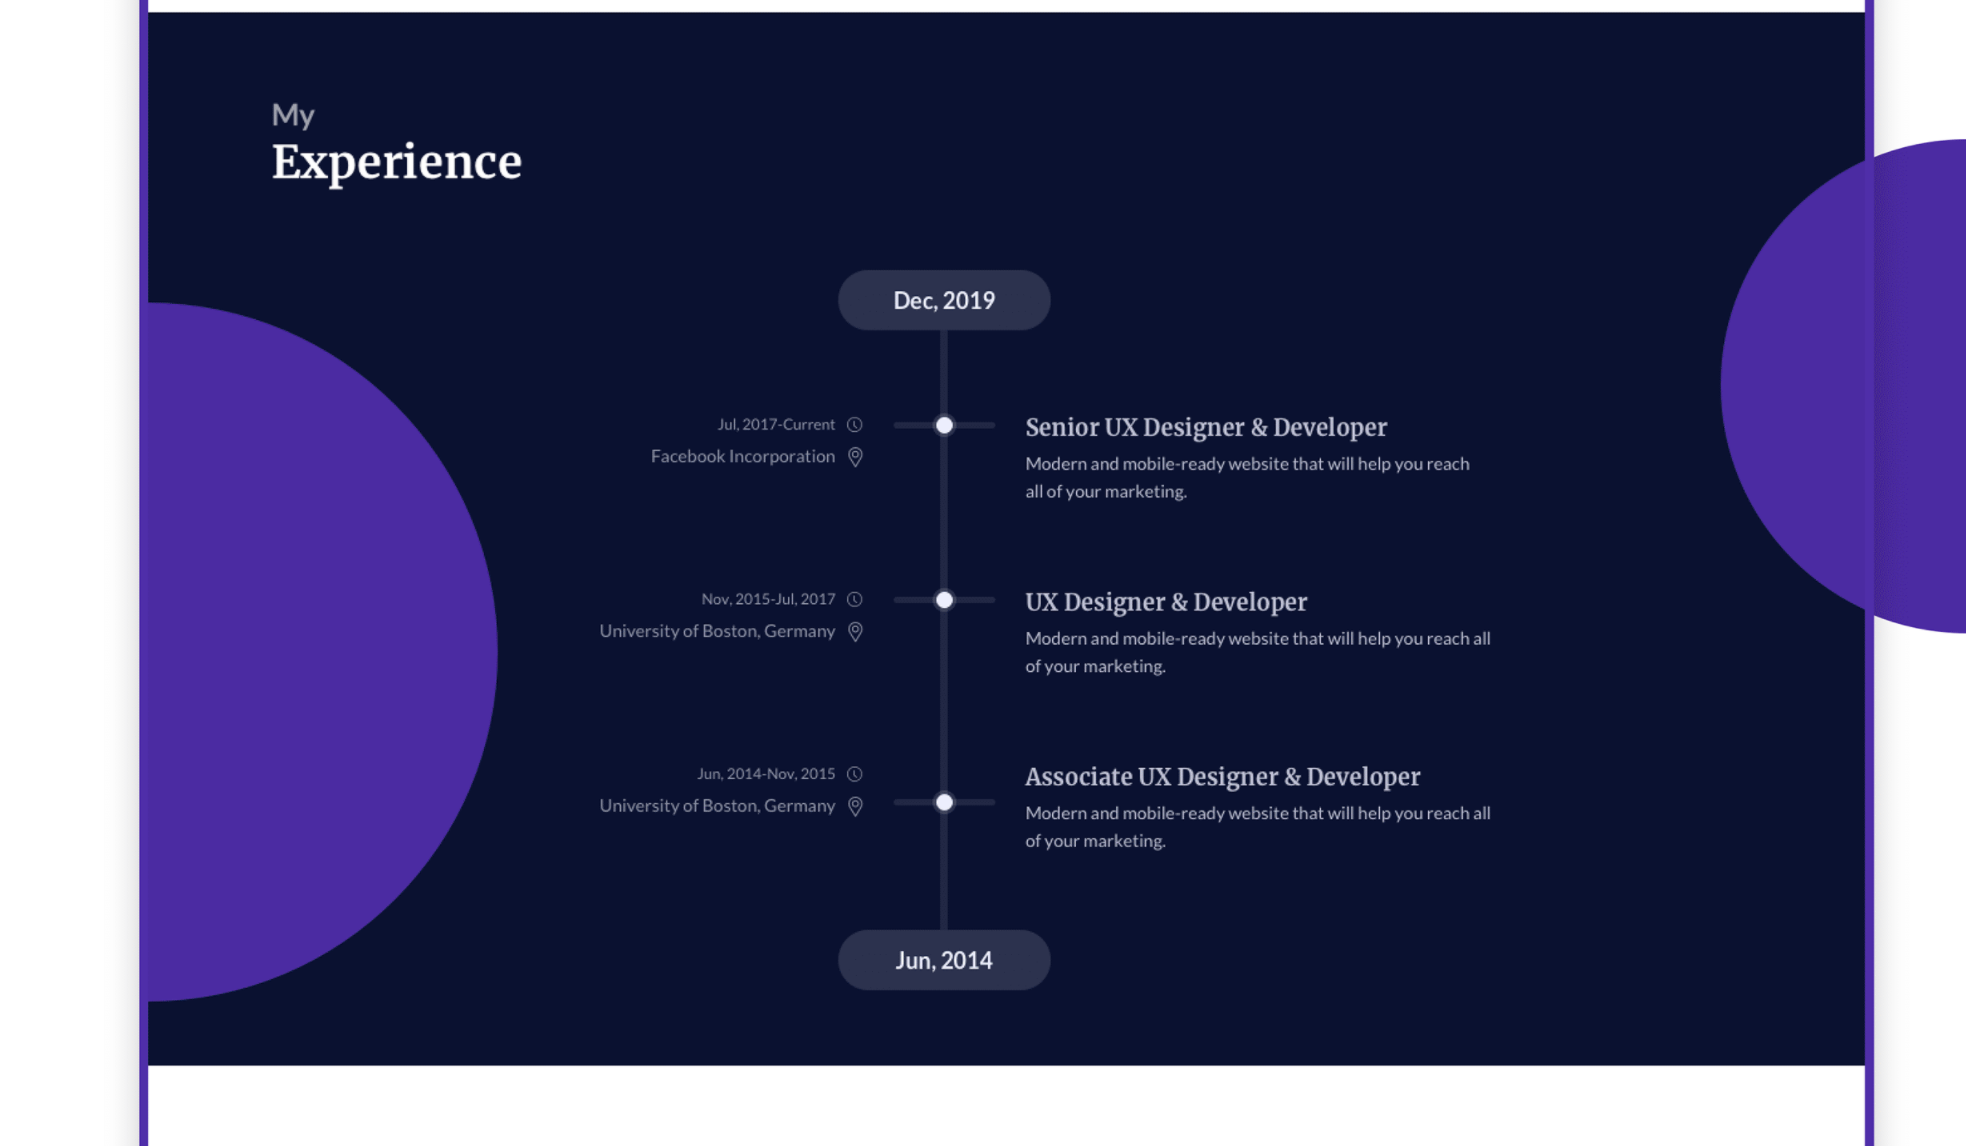 My
Experience
Dec, 2019
Jul, 2017-Current
Facebook Incorporation
Senior UX Designer & Developer
Modern and mobile-ready website that will help you reach
all of your marketing.
Nov, 2015-Jul, 2017
University of Boston, Germany
UX Designer & Developer
Modern and mobile-ready website that will help you reach all
of your marketing.
Jun, 2014-Nov, 2015
University of Boston, Germany
Associate UX Designer & Developer
Modern and mobile-ready website that will help you reach all
of your marketing.
Jun, 2014